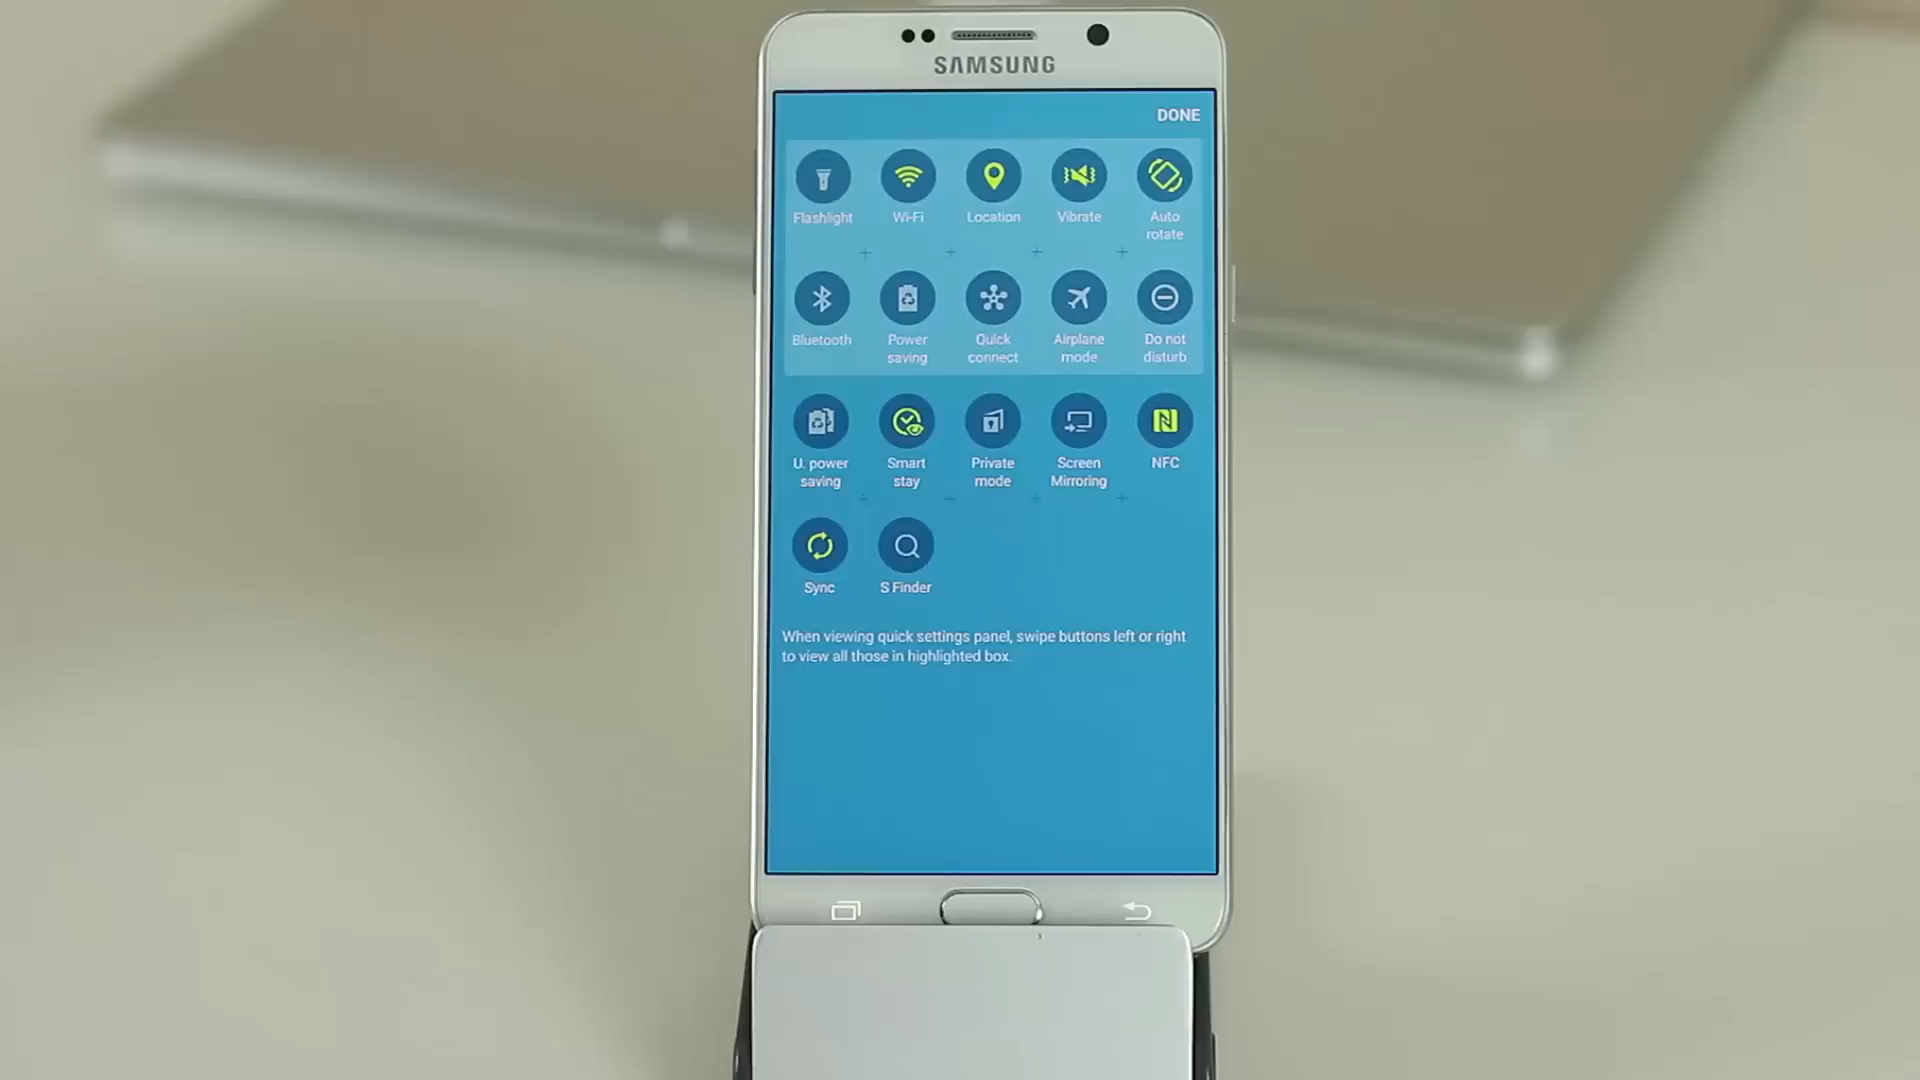 SAMSUNG
DONE
Flashlight Wi-Fi Location Vibrate Auto
rotate
Bluetooth Power Quick Airplane Do not
saving connect mode disturb
U. power Smart Private Screen NFC
saving stay mode Mirroring
Sync S Finder
When viewing quick settings panel, swipe buttons left or right
to view all those in highlighted box.